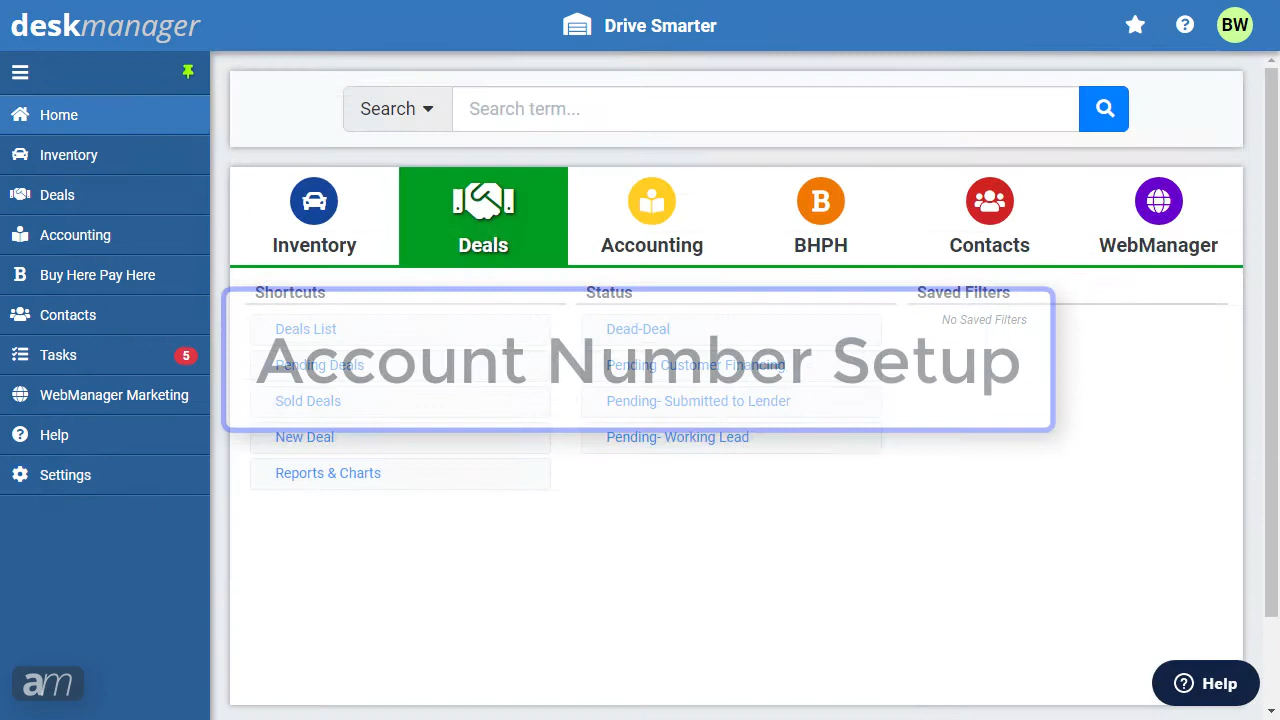 deskmanager
Drive Smarter
BW
Home
Inventory
Deals
Accounting
Buy Here Pay Here
Contacts
Tasks 5
WebManager Marketing
Help
Settings
am
Search
Search term...
Inventory
Deals
Accounting
BHPH
Contacts
WebManager
Shortcuts
Deals List
Pending Deals
Sold Deals
New Deal
Reports & Charts
Status
Dead-Deal
Pending Customer Financing
Pending- Submitted to Lender
Pending- Working Lead
Saved Filters
No Saved Filters
Account Number Setup
Help